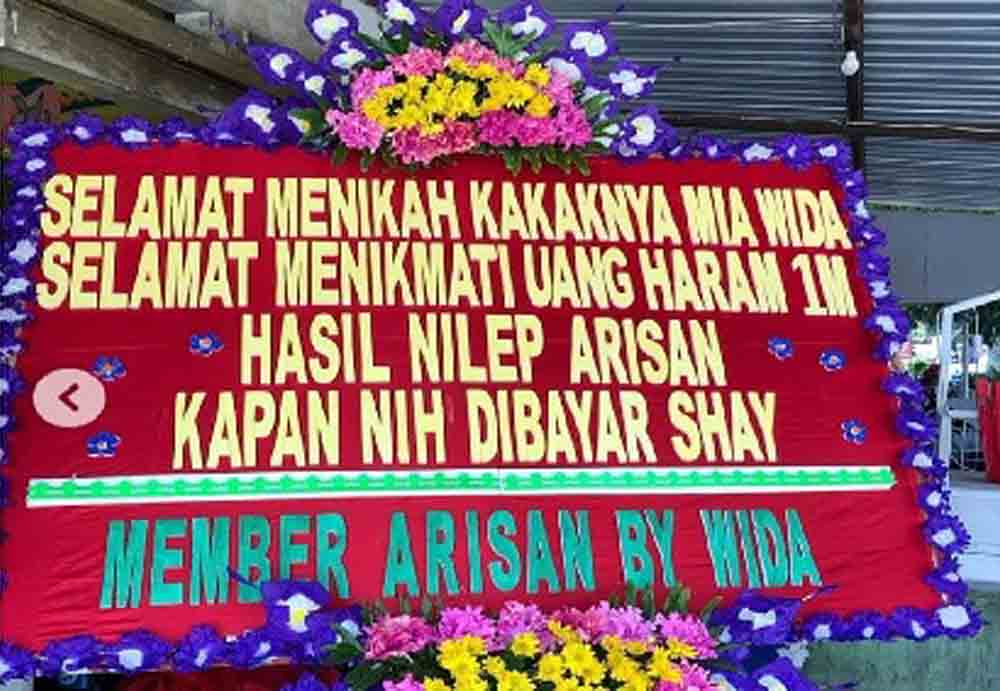 SELAMAT MENIKAH KAKAKNYA MIA WIDA
SELAMAT MENIKMATI UANG HARAM 1M
HASIL NILEP ARISAN
KAPAN NIH DIBAYAR SHAY
MEMBER ARISAN BY WIDA